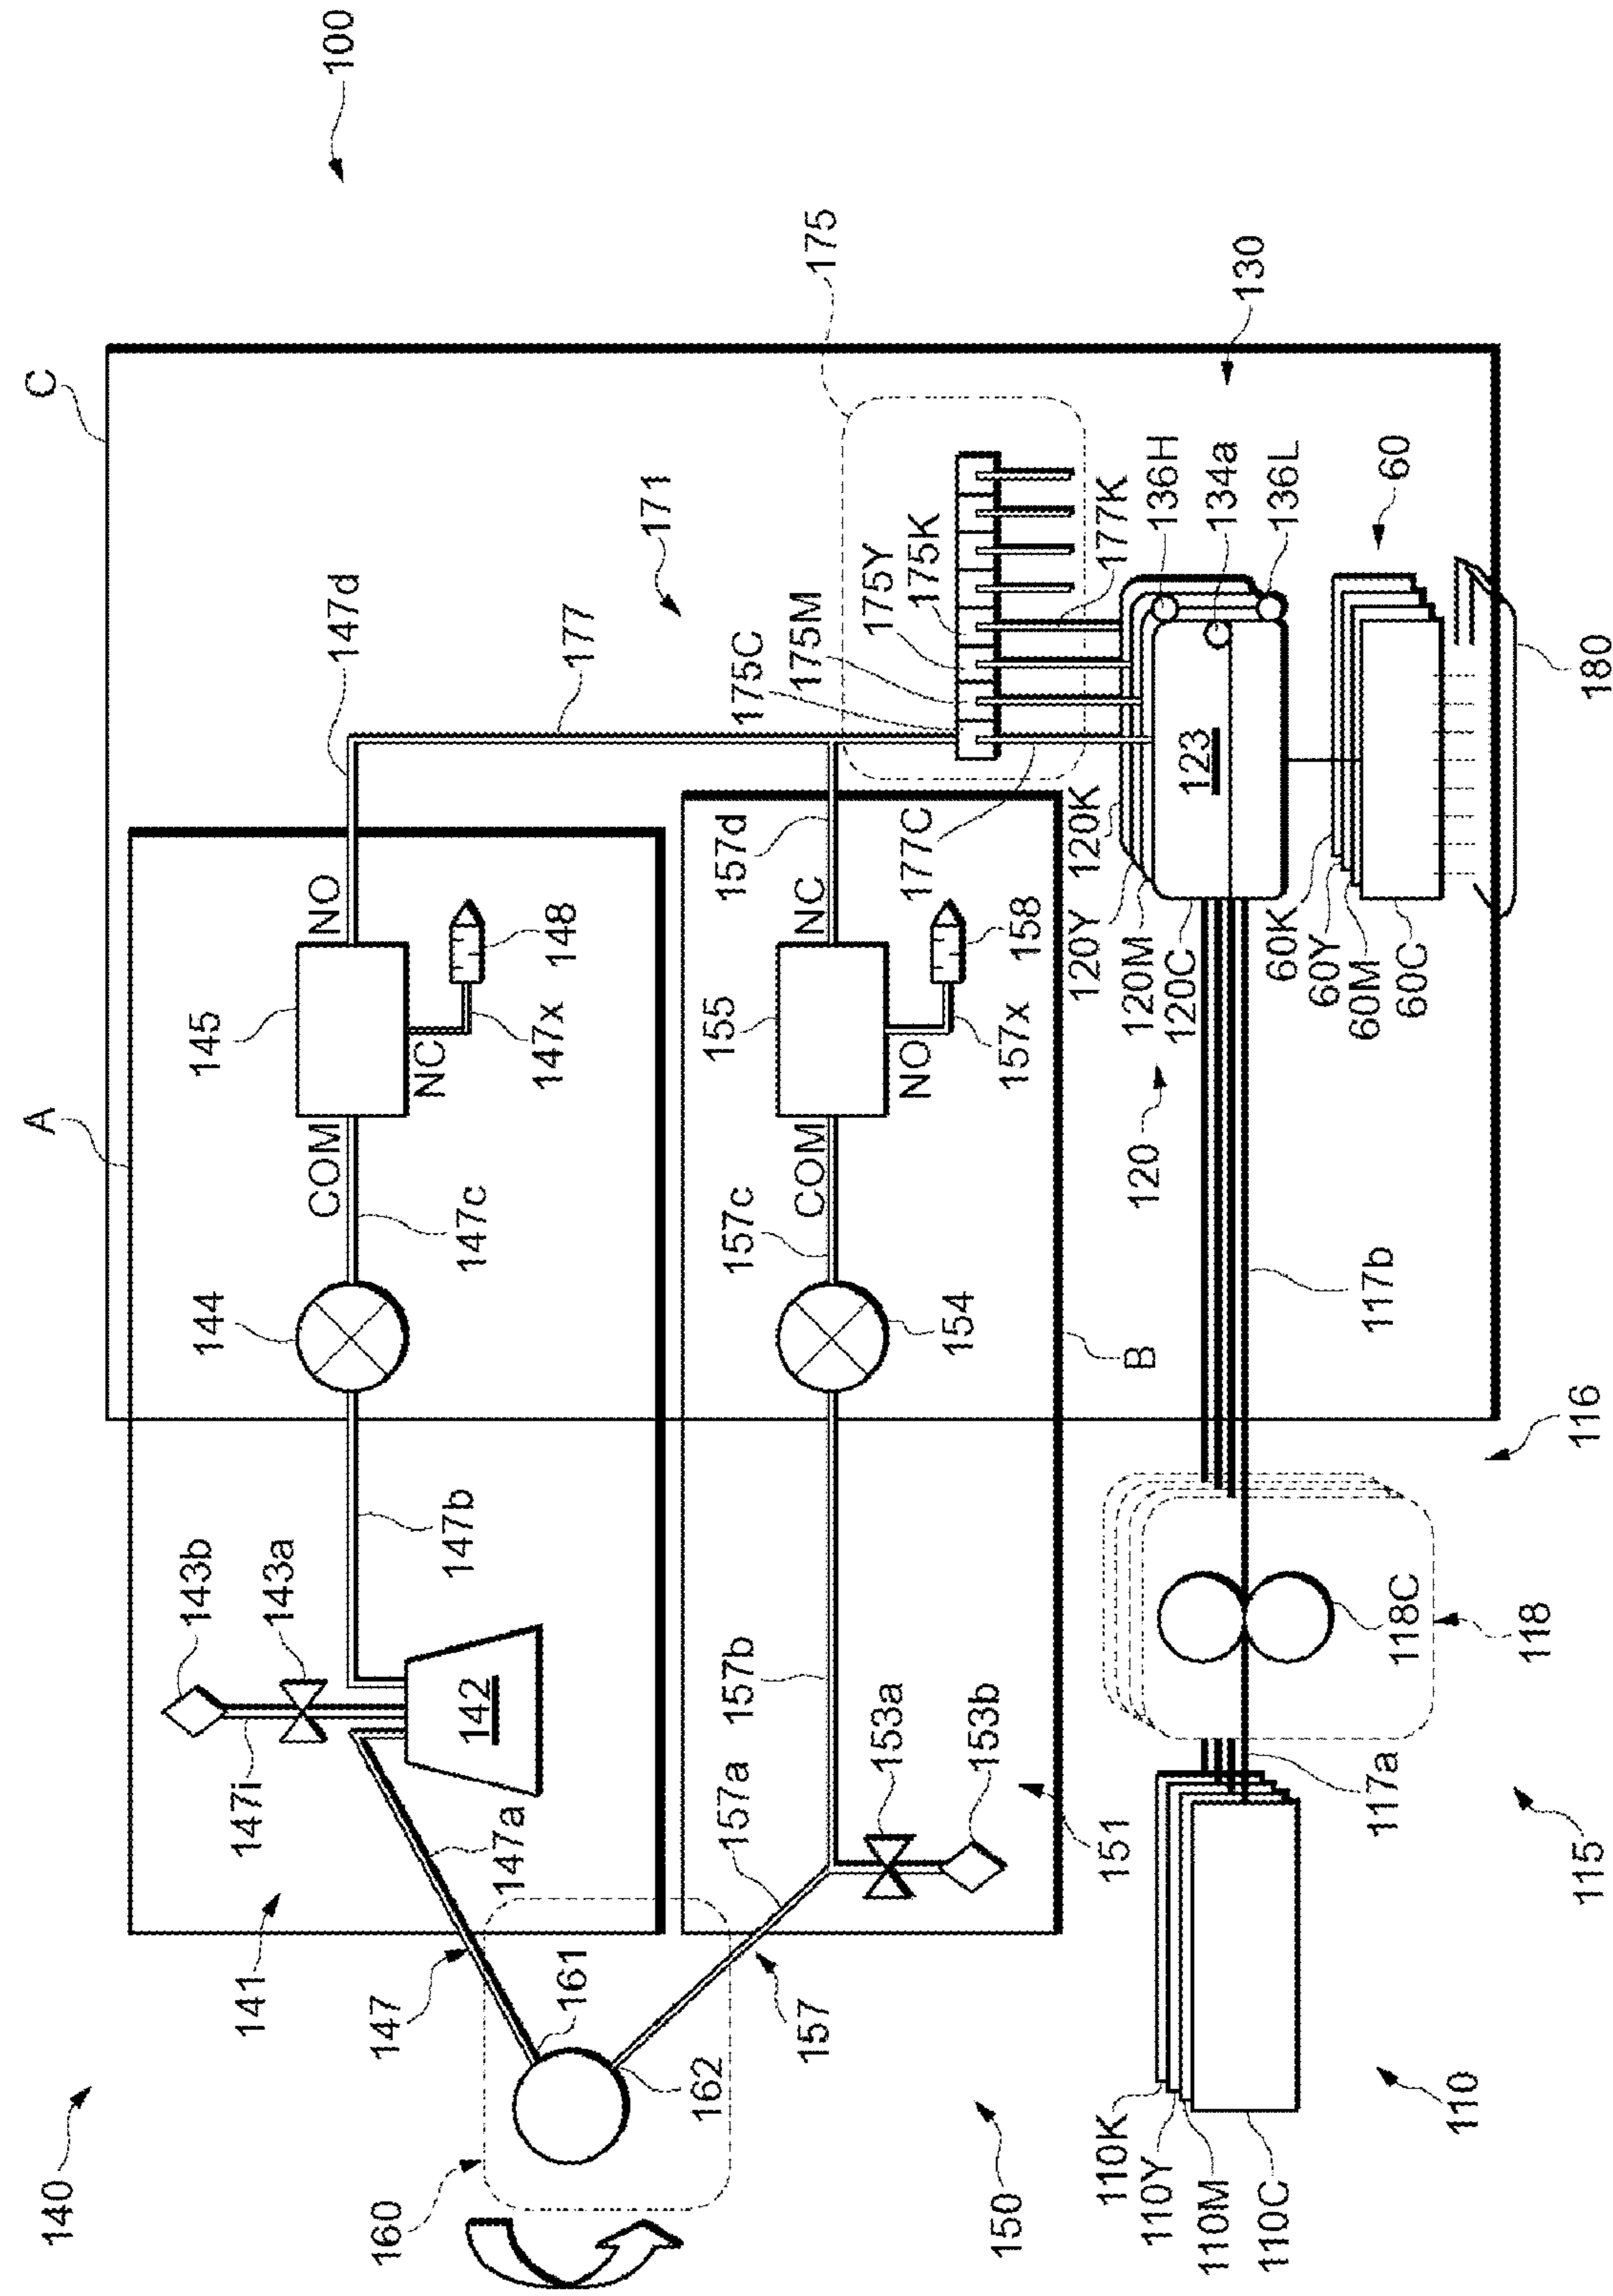 100
C
A
140
141
143b
143a
147i
142
147a
147b
144
147c
COM
145
NC
NO
147x
148
147d
177
171
175
160
147
161
162
157
150
151
157a
153a
153b
157b
154
157c
COM
155
NO
NC
157x
158
157d
B
175C
175M
175Y
175K
177C
177K
130
136H
134a
136L
123
120K
120Y
120M
120C
120
60K
60Y
60M
60C
60
180
117b
116
118C
118
117a
115
110K
110Y
110M
110C
110